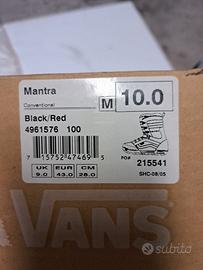 Mantra
Conventional
M 10.0
Black/Red
4961576 100
7 15752 47469 5
PO# 215541
UK EUR CM
9.0 43.0 28.0
SHC-08/05
VANS
subito